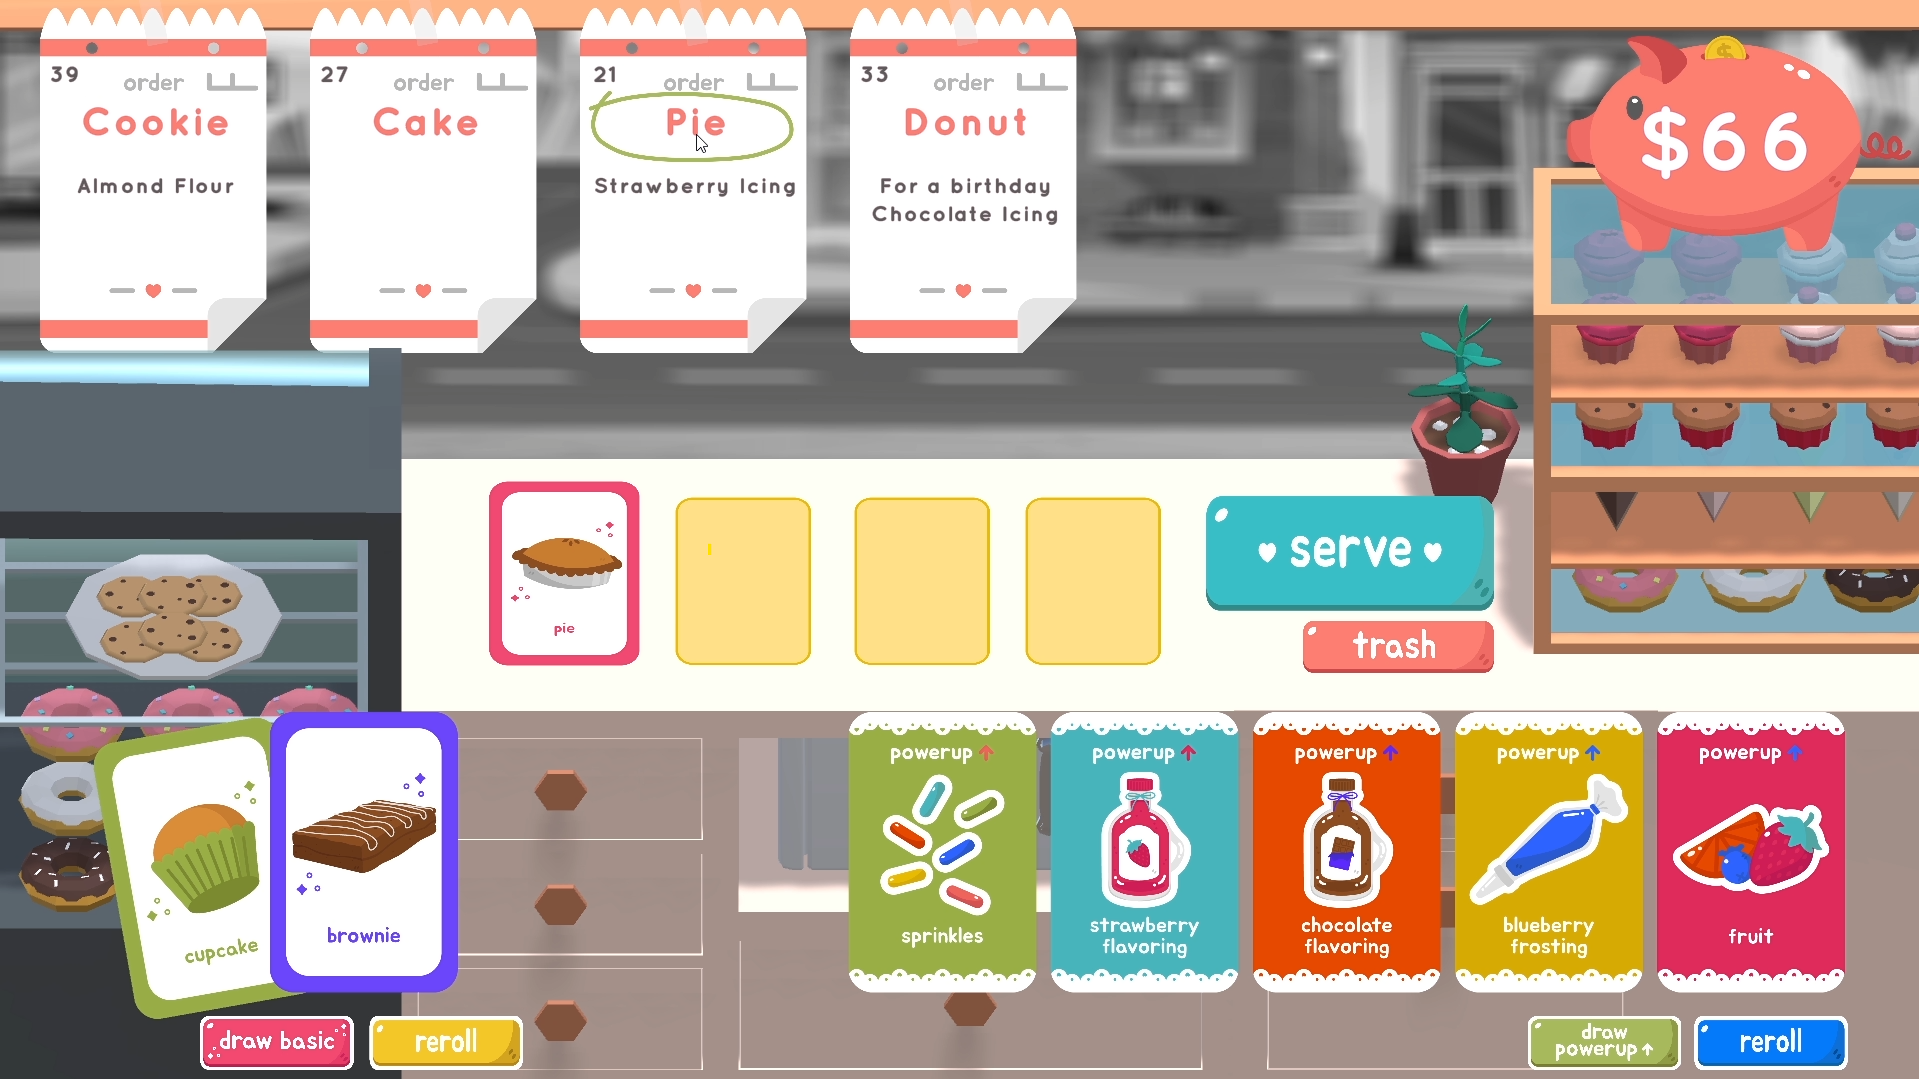 39
order
Cookie
Almond Flour
27
order
Cake
21
order
Pie
Strawberry Icing
33
order
Donut
For a birthday
Chocolate Icing
$66
pie
serve
trash
cupcake
brownie
powerup
sprinkles
powerup
strawberry
flavoring
powerup
chocolate
flavoring
powerup
blueberry
frosting
powerup
fruit
draw basic
reroll
draw
powerup
reroll